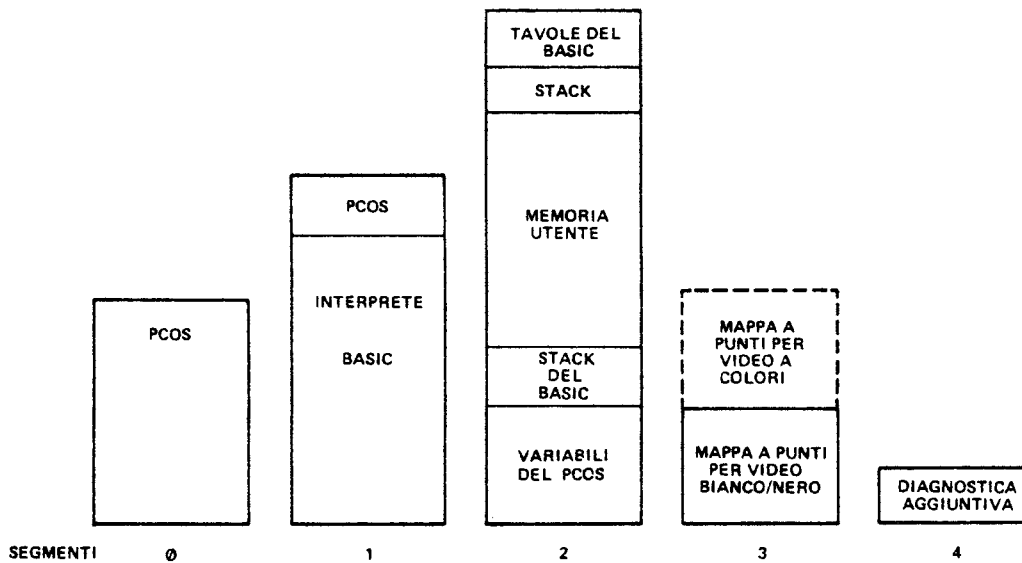 PCOS
PCOS
INTERPRETE
BASIC
TAVOLE DEL
BASIC
STACK
MEMORIA
UTENTE
STACK
DEL
BASIC
VARIABILI
DEL PCOS
MAPPA A
PUNTI PER
VIDEO A
COLORI
MAPPA A PUNTI
PER VIDEO
BIANCO/NERO
DIAGNOSTICA
AGGIUNTIVA
SEGMENTI 0 1 2 3 4